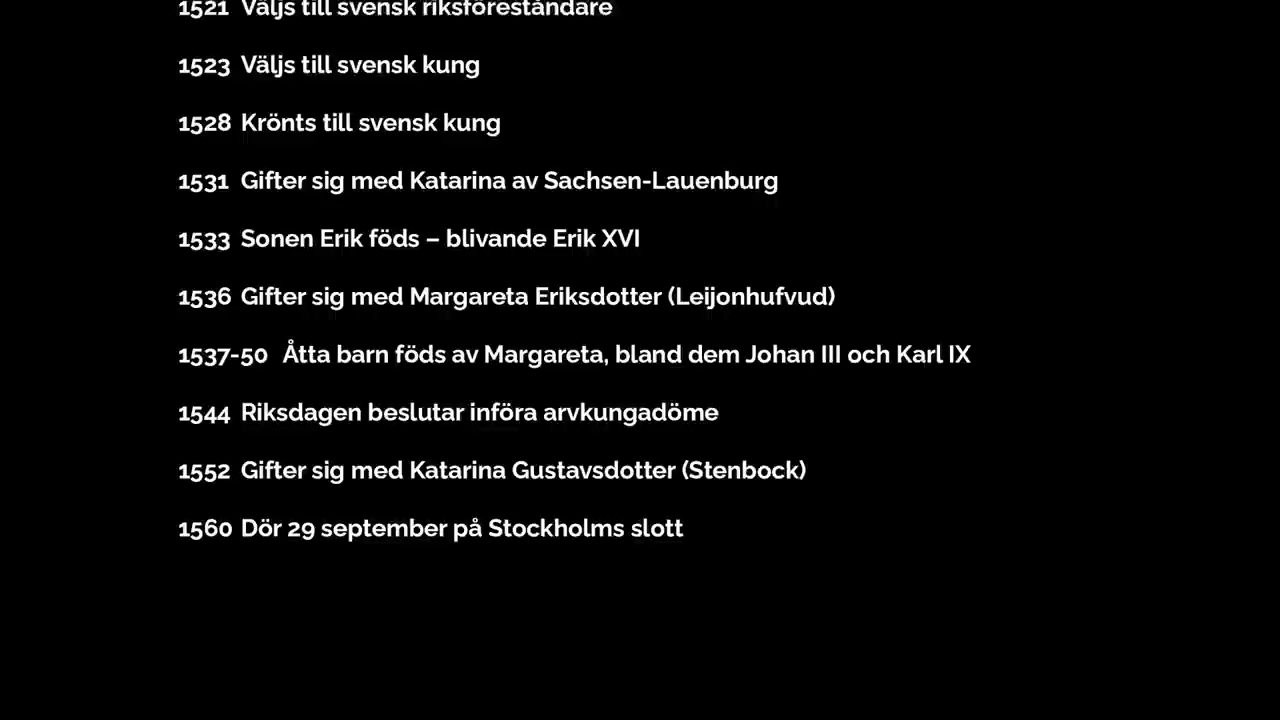 1521 Väljs till svensk riksföreståndare
1523 Väljs till svensk kung
1528 Krönts till svensk kung
1531 Gifter sig med Katarina av Sachsen-Lauenburg
1533 Sonen Erik föds – blivande Erik XVI
1536 Gifter sig med Margareta Eriksdotter (Leijonhufvud)
1537-50 Åtta barn föds av Margareta, bland dem Johan III och Karl IX
1544 Riksdagen beslutar införa arvkungadöme
1552 Gifter sig med Katarina Gustavsdotter (Stenbock)
1560 Dör 29 september på Stockholms slott